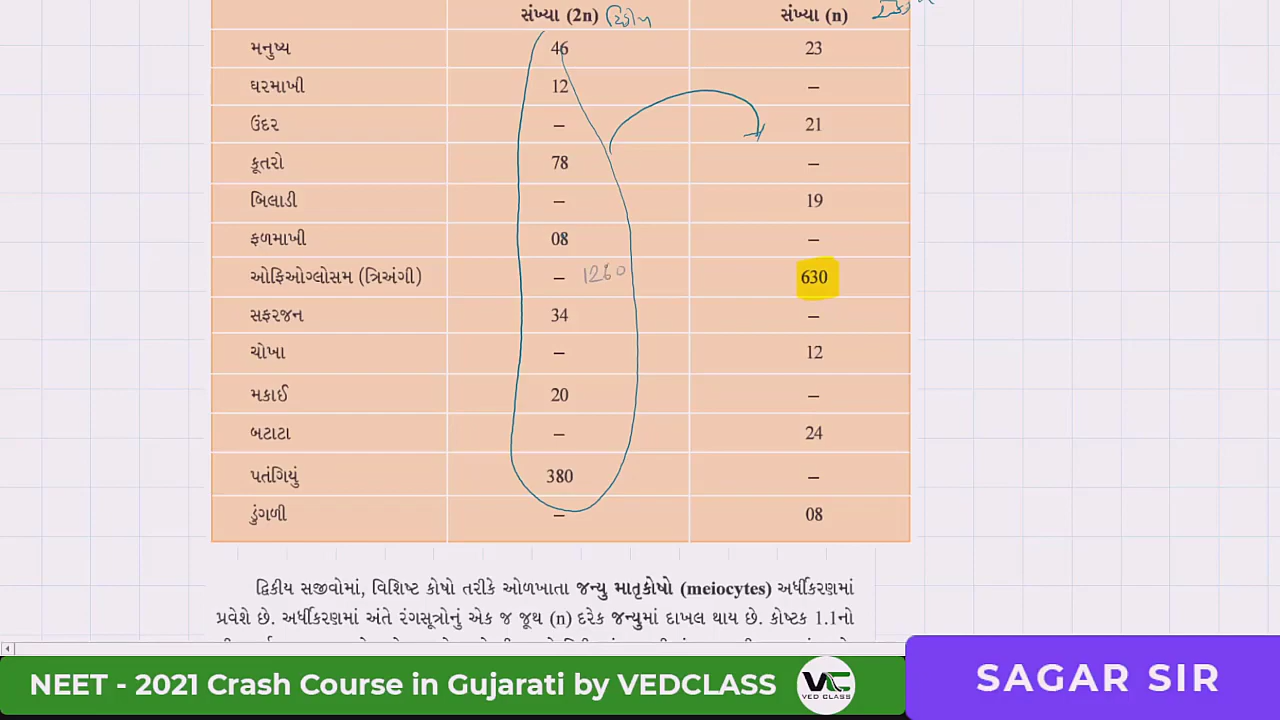 સંખ્યા (2n) સંખ્યા (n)
મનુષ્ય 46 23
ઘરમાખી 12 –
ઉંદર – 21
કૂતરો 78 –
બિલાડી – 19
ફળમાખી 08 –
ઓફિઓગ્લોસમ (ત્રિઅંગી) – 1260 630
સફરજન 34 –
ચોખા – 12
મકાઈ 20 –
બટાટા – 24
પતંગિયું 380 –
ડુંગળી – 08
દ્વિકીય સજીવોમાં, વિશિષ્ટ કોષો તરીકે ઓળખાતા જન્યુ માતૃકોષો (meiocytes) અર્ધીકરણમાં
પ્રવેશે છે. અર્ધીકરણમાં અંતે રંગસૂત્રોનું એક જ જૂથ (n) દરેક જન્યુમાં દાખલ થાય છે. કોષ્ટક 1.1નો
NEET - 2021 Crash Course in Gujarati by VEDCLASS
VED CLASS
SAGAR SIR